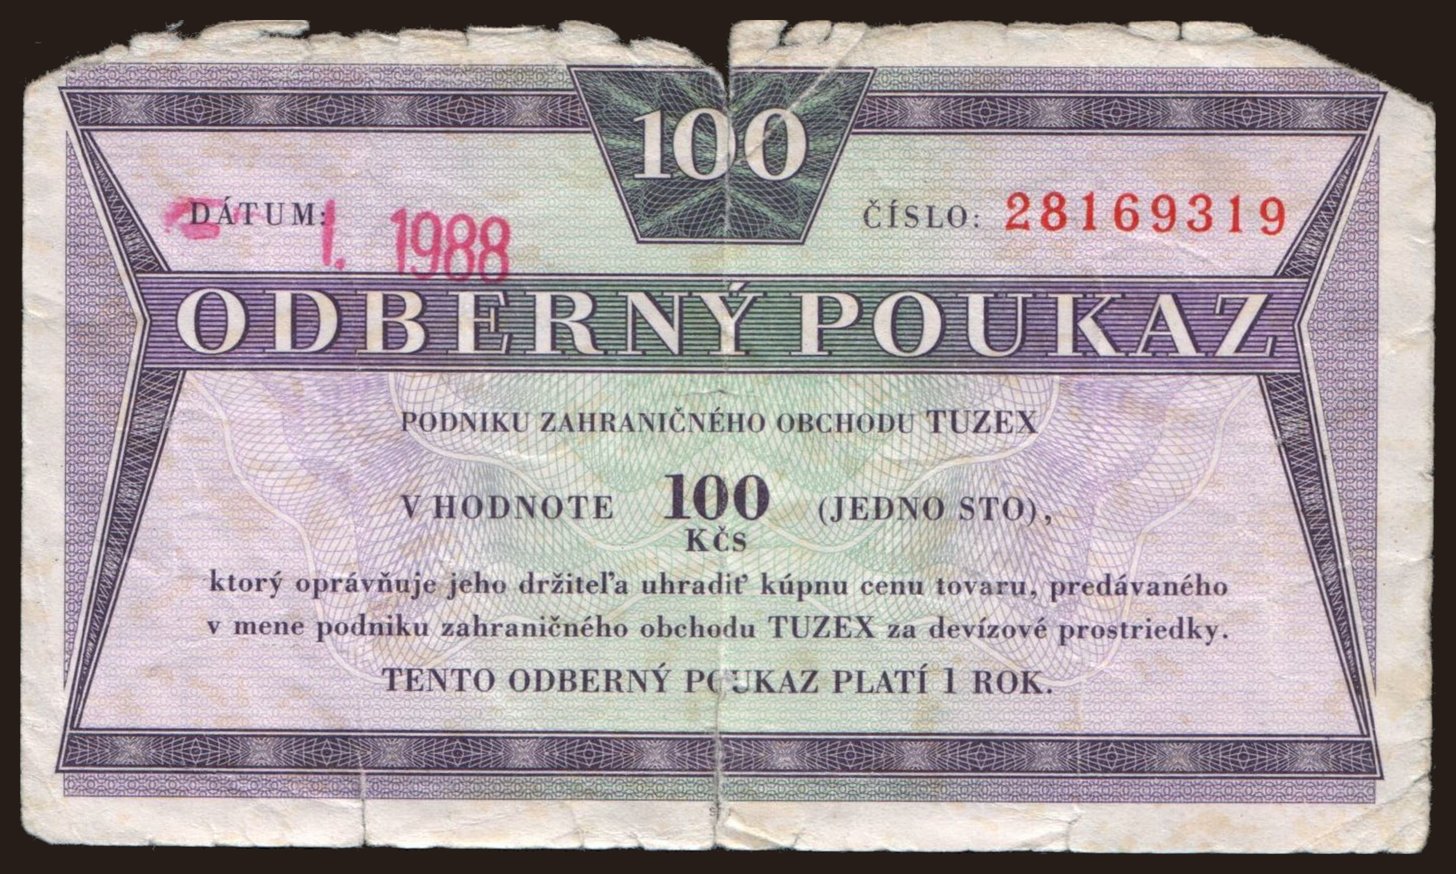 100
DÁTUM: I. 1988
ČÍSLO: 28169319
ODBERNÝ POUKAZ
PODNIKU ZAHRANIČNÉHO OBCHODU TUZEX
V HODNOTE 100 (JEDNO STO),
KČS
ktorý oprávňuje jeho držiteľa uhradiť kúpnu cenu tovaru, predávaného
v mene podniku zahraničného obchodu TUZEX za devízové prostriedky.
TENTO ODBERNÝ POUKAZ PLATÍ 1 ROK.